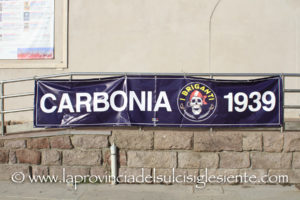 CARBONIA
I BRIGANTI
1939
© www.laprovinciadelsulcisiglesiente.com